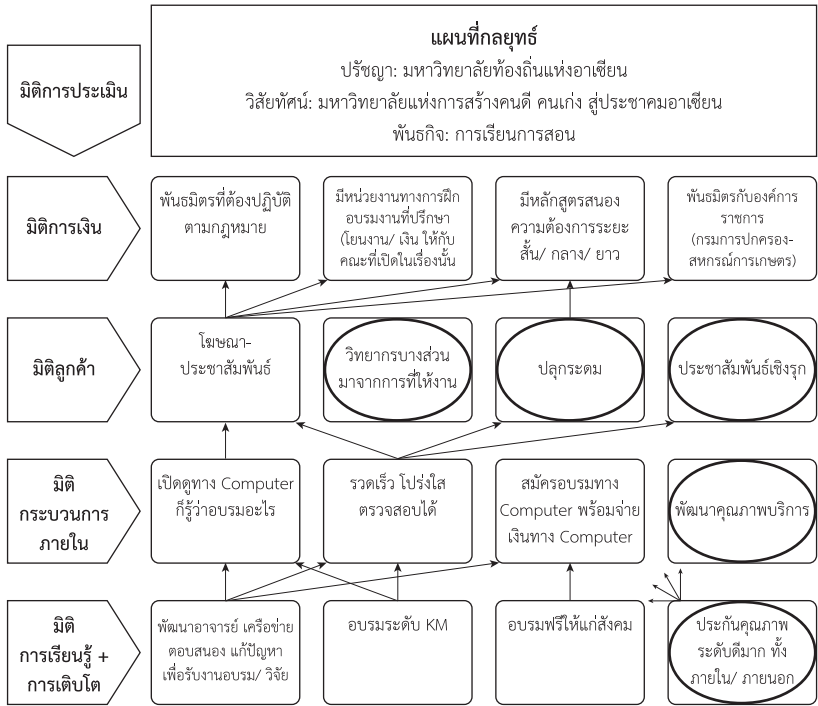 แผนที่กลยุทธ์
ปรัชญา: มหาวิทยาลัยท้องถิ่นแห่งอาเซียน
วิสัยทัศน์: มหาวิทยาลัยแห่งการสร้างคนดี คนเก่ง สู่ประชาคมอาเซียน
พันธกิจ: การเรียนการสอน
มิติการประเมิน
มิติการเงิน
พันธมิตรที่ต้องปฏิบัติ
ตามกฎหมาย
มีหน่วยงานทางการฝึก
อบรมงานที่ปรึกษา
(โยนงาน/ เงิน ให้กับ
คณะที่เปิดในเรื่องนั้น
มีหลักสูตรสนอง
ความต้องการระยะ
สั้น/ กลาง/ ยาว
พันธมิตรกับองค์การ
ราชการ
(กรมการปกครอง-
สหกรณ์การเกษตร)
มิติลูกค้า
โฆษณา-
ประชาสัมพันธ์
วิทยากรบางส่วน
มาจากการที่ให้งาน
ปลุกระดม
ประชาสัมพันธ์เชิงรุก
มิติ
กระบวนการ
ภายใน
เปิดดูทาง Computer
ก็รู้ว่าอบรมอะไร
รวดเร็ว โปร่งใส
ตรวจสอบได้
สมัครอบรมทาง
Computer พร้อมจ่าย
เงินทาง Computer
พัฒนาคุณภาพบริการ
มิติ
การเรียนรู้ +
การเติบโต
พัฒนาอาจารย์ เครือข่าย
ตอบสนอง แก้ปัญหา
เพื่อรับงานอบรม/ วิจัย
อบรมระดับ KM
อบรมฟรีให้แก่สังคม
ประกันคุณภาพ
ระดับดีมาก ทั้ง
ภายใน/ ภายนอก